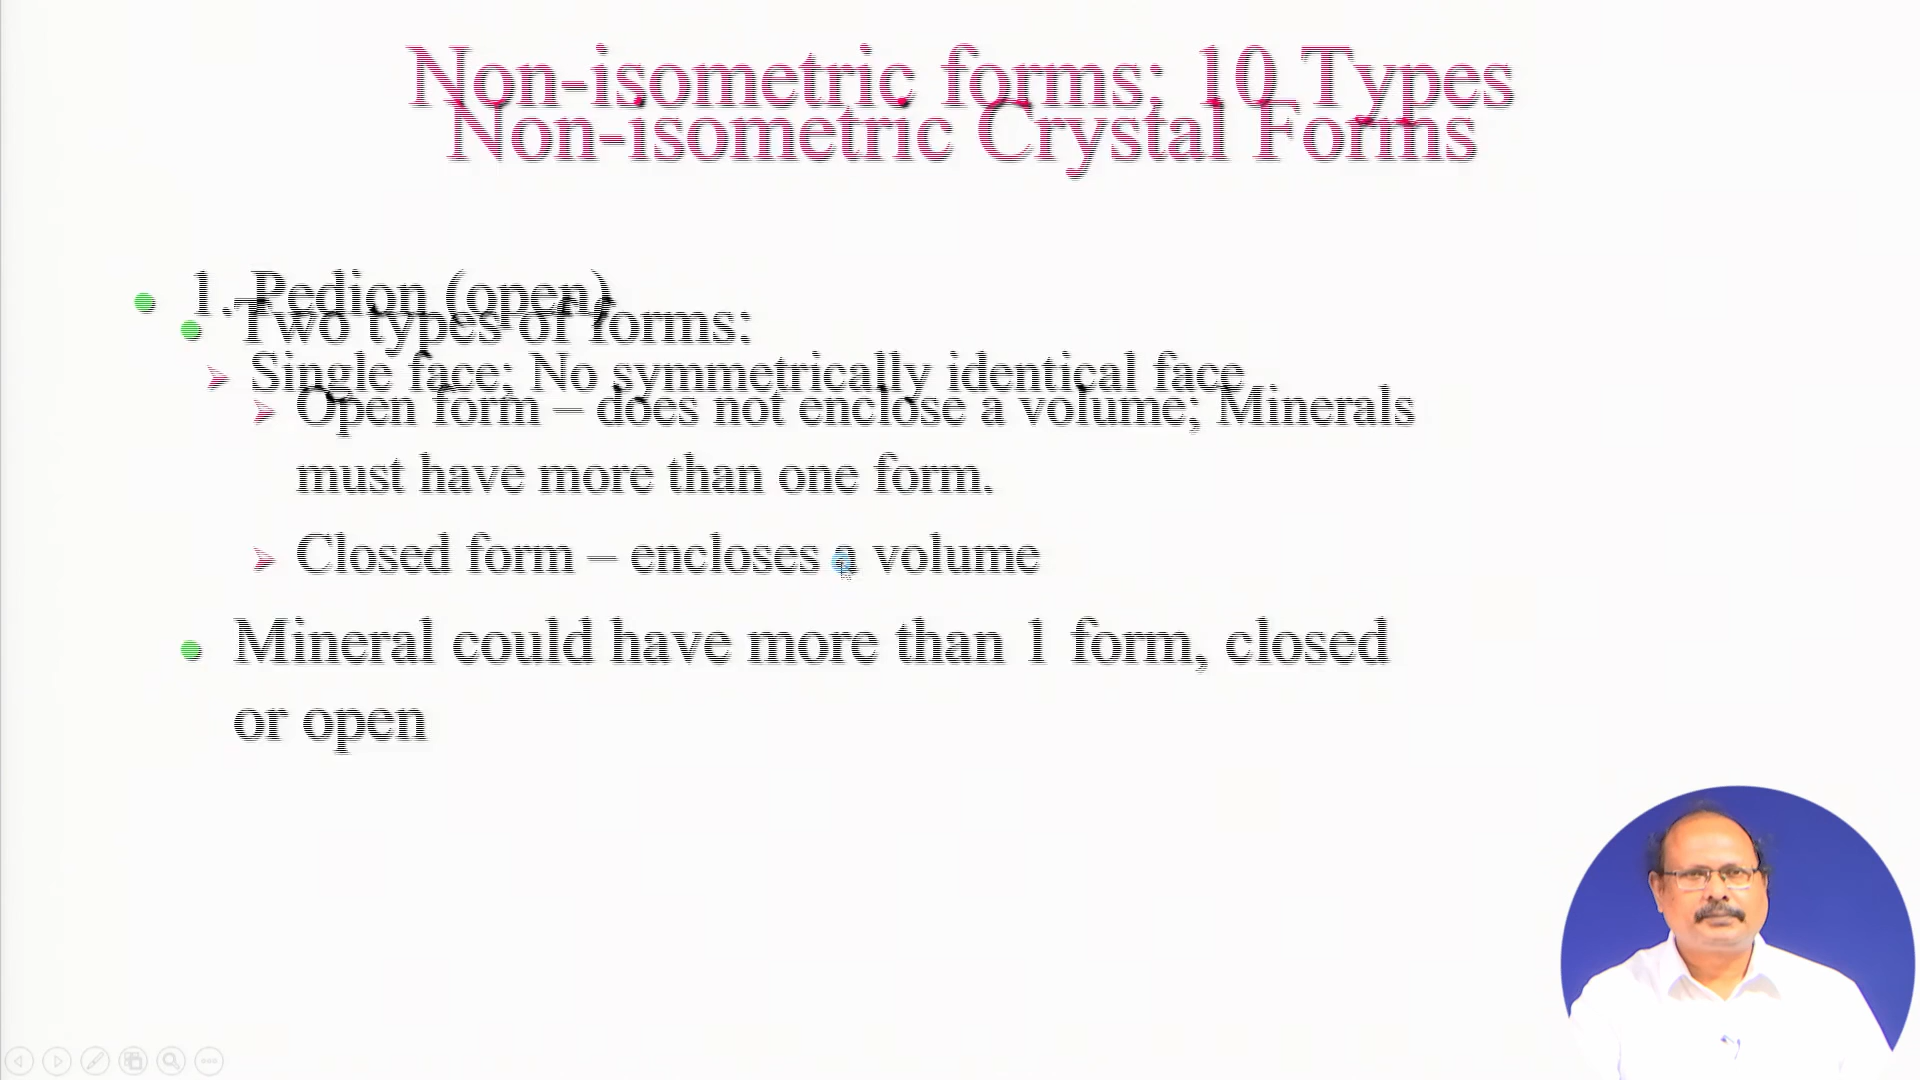 Non-isometric forms: 10 Types
Non-isometric Crystal Forms
1. Pedion (open)
Two types of forms:
Single face; No symmetrically identical face
Open form – does not enclose a volume; Minerals
must have more than one form.
Closed form – encloses a volume
Mineral could have more than 1 form, closed
or open